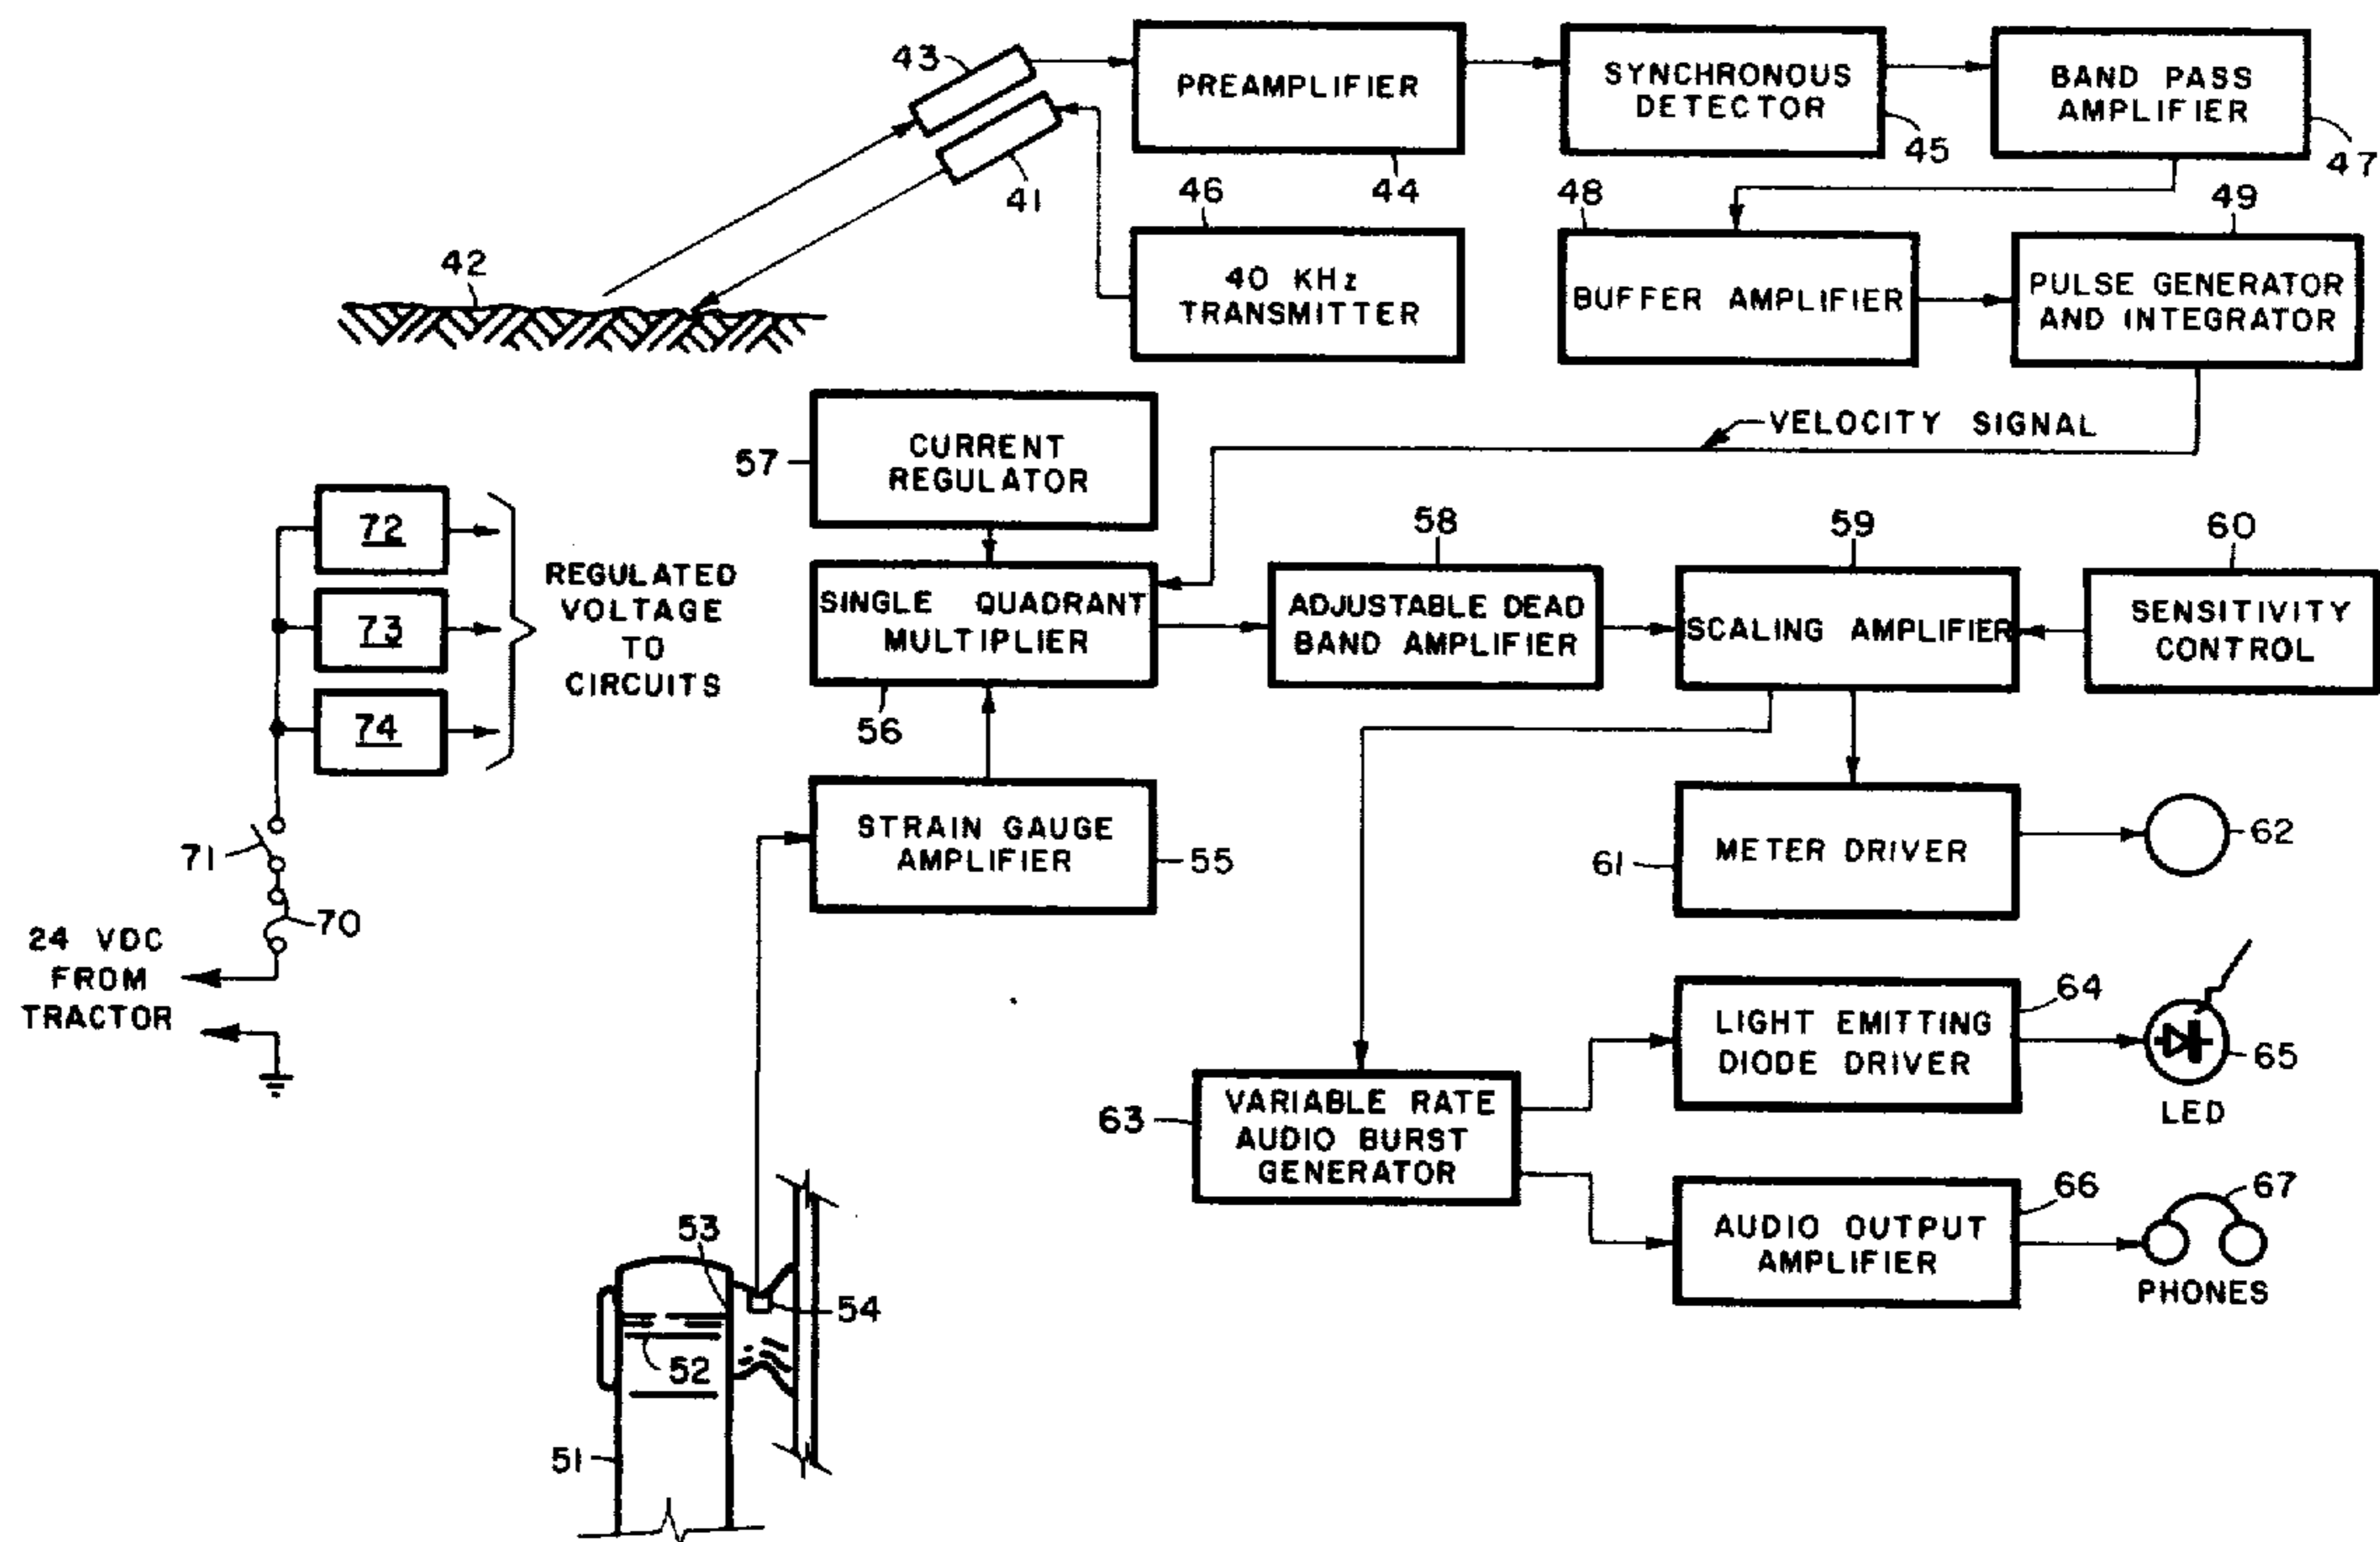 43
PREAMPLIFIER
44
SYNCHRONOUS
DETECTOR
45
BAND PASS
AMPLIFIER
47
41
46
40 KHz
TRANSMITTER
48
BUFFER AMPLIFIER
49
PULSE GENERATOR
AND INTEGRATOR
42
VELOCITY SIGNAL
57
CURRENT
REGULATOR
72
73
74
REGULATED
VOLTAGE
TO
CIRCUITS
SINGLE QUADRANT
MULTIPLIER
56
58
ADJUSTABLE DEAD
BAND AMPLIFIER
59
SCALING AMPLIFIER
60
SENSITIVITY
CONTROL
71
70
24 VDC
FROM
TRACTOR
STRAIN GAUGE
AMPLIFIER
55
61
METER DRIVER
62
63
VARIABLE RATE
AUDIO BURST
GENERATOR
LIGHT EMITTING
DIODE DRIVER
64
65
LED
AUDIO OUTPUT
AMPLIFIER
66
67
PHONES
53
54
52
51